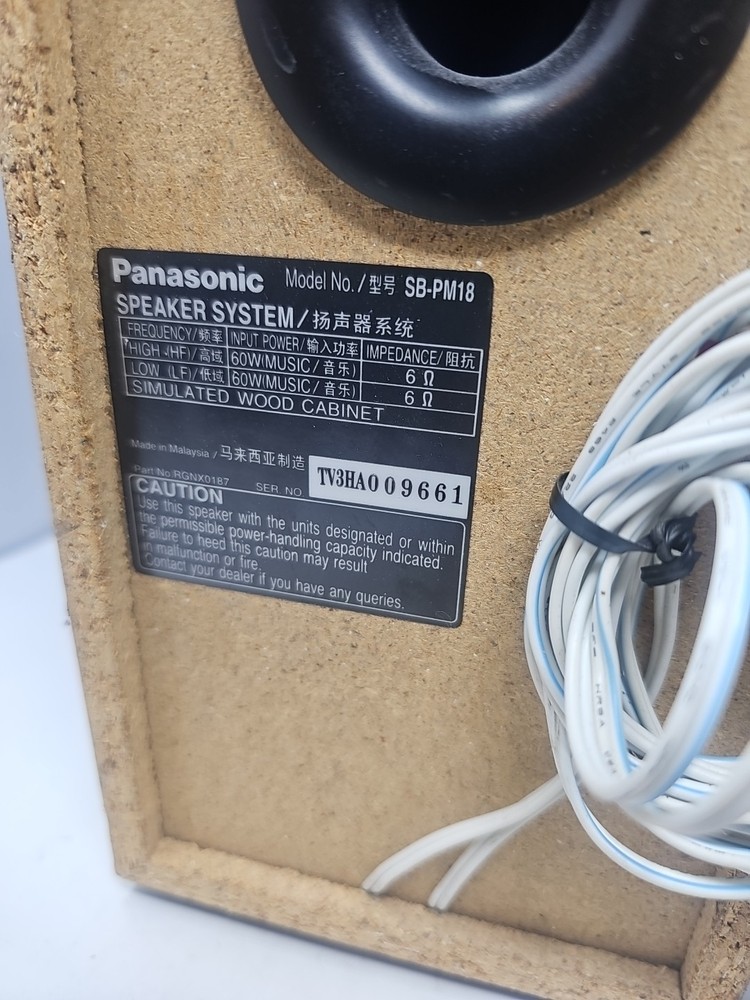 Panasonic Model No./型号 SB-PM18
SPEAKER SYSTEM/扬声器系统
FREQUENCY/频率 INPUT POWER/输入功率 IMPEDANCE/阻抗
HIGH (HF)/高域 60W(MUSIC/音乐) 6 Ω
LOW (LF)/低域 60W(MUSIC/音乐) 6 Ω
SIMULATED WOOD CABINET
Made in Malaysia/马来西亚制造
Part No:RGNX0187 SER. NO. TV3HA009661
CAUTION
Use this speaker with the units designated or within
the permissible power-handling capacity indicated.
Failure to heed this caution may result
in malfunction or fire.
Contact your dealer if you have any queries.